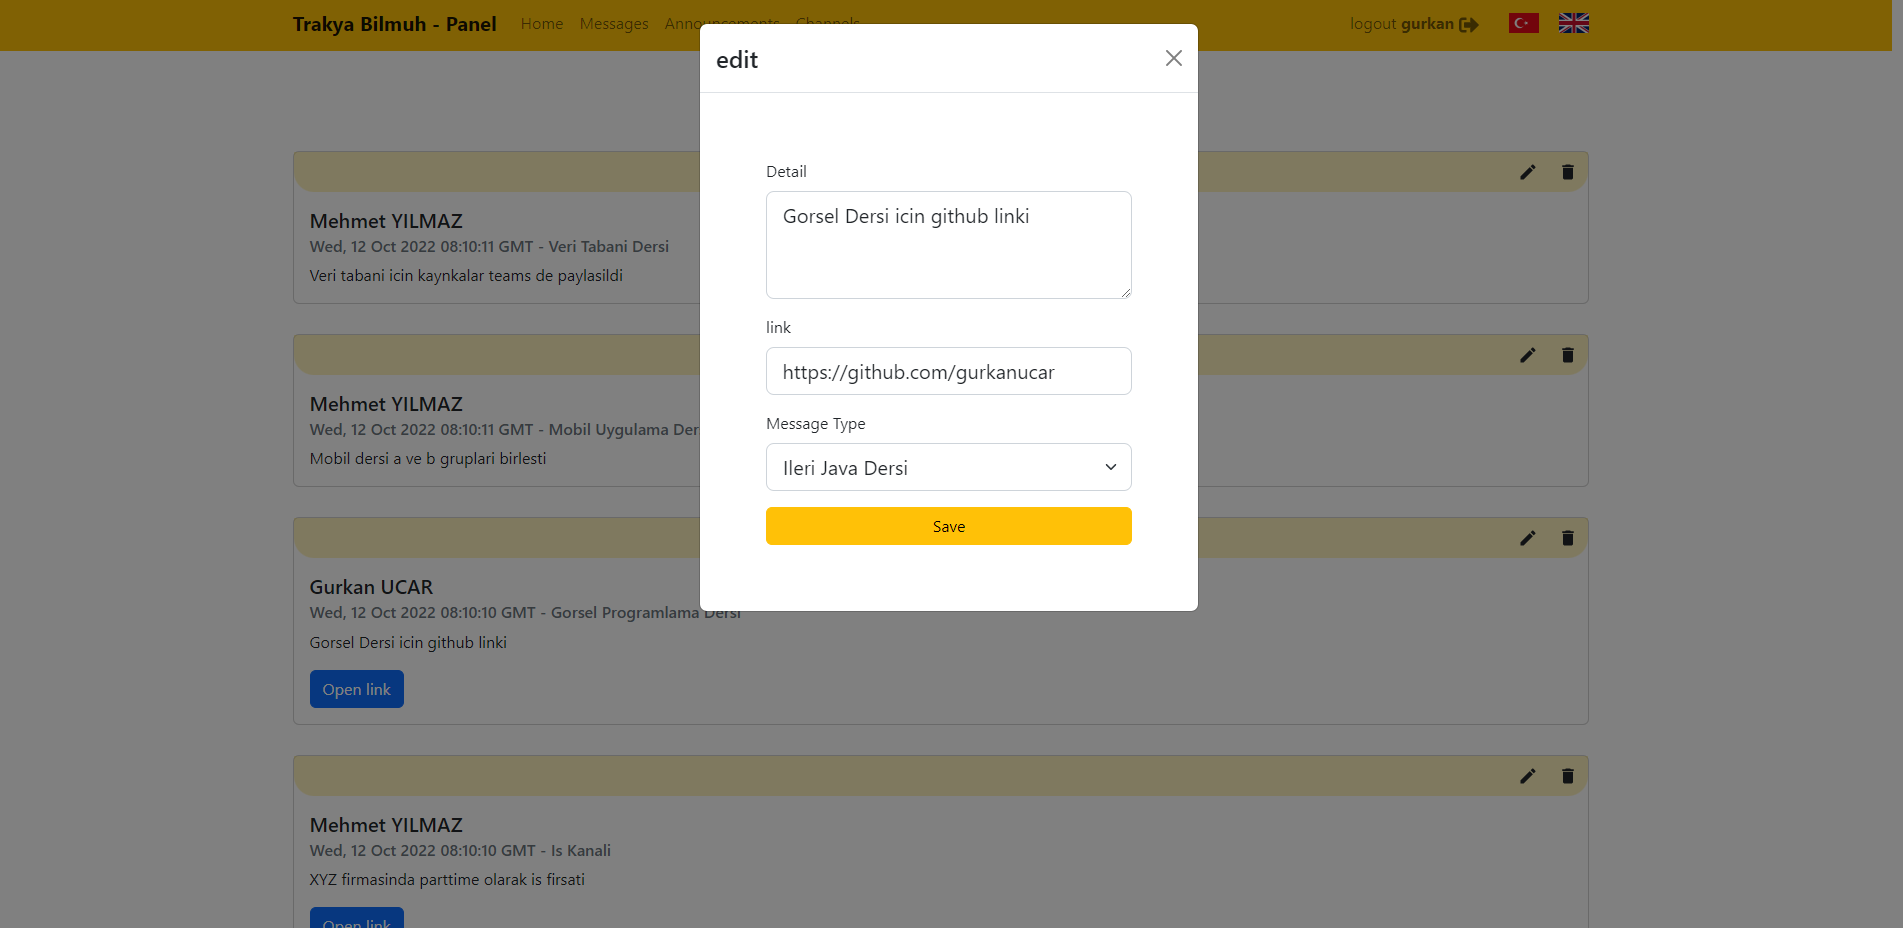 Trakya Bilmuh - Panel Home Messages Announcements Channels logout gurkan
edit
Detail
Gorsel Dersi icin github linki
link
https://github.com/gurkanucar
Message Type
Ileri Java Dersi
Save
Mehmet YILMAZ
Wed, 12 Oct 2022 08:10:11 GMT - Veri Tabani Dersi
Veri tabani icin kaynkalar teams de paylasildi
Mehmet YILMAZ
Wed, 12 Oct 2022 08:10:11 GMT - Mobil Uygulama Der
Mobil dersi a ve b gruplari birlesti
Gurkan UCAR
Wed, 12 Oct 2022 08:10:10 GMT - Gorsel Programlama Dersi
Gorsel Dersi icin github linki
Open link
Mehmet YILMAZ
Wed, 12 Oct 2022 08:10:10 GMT - Is Kanali
XYZ firmasinda parttime olarak is firsati
Open link